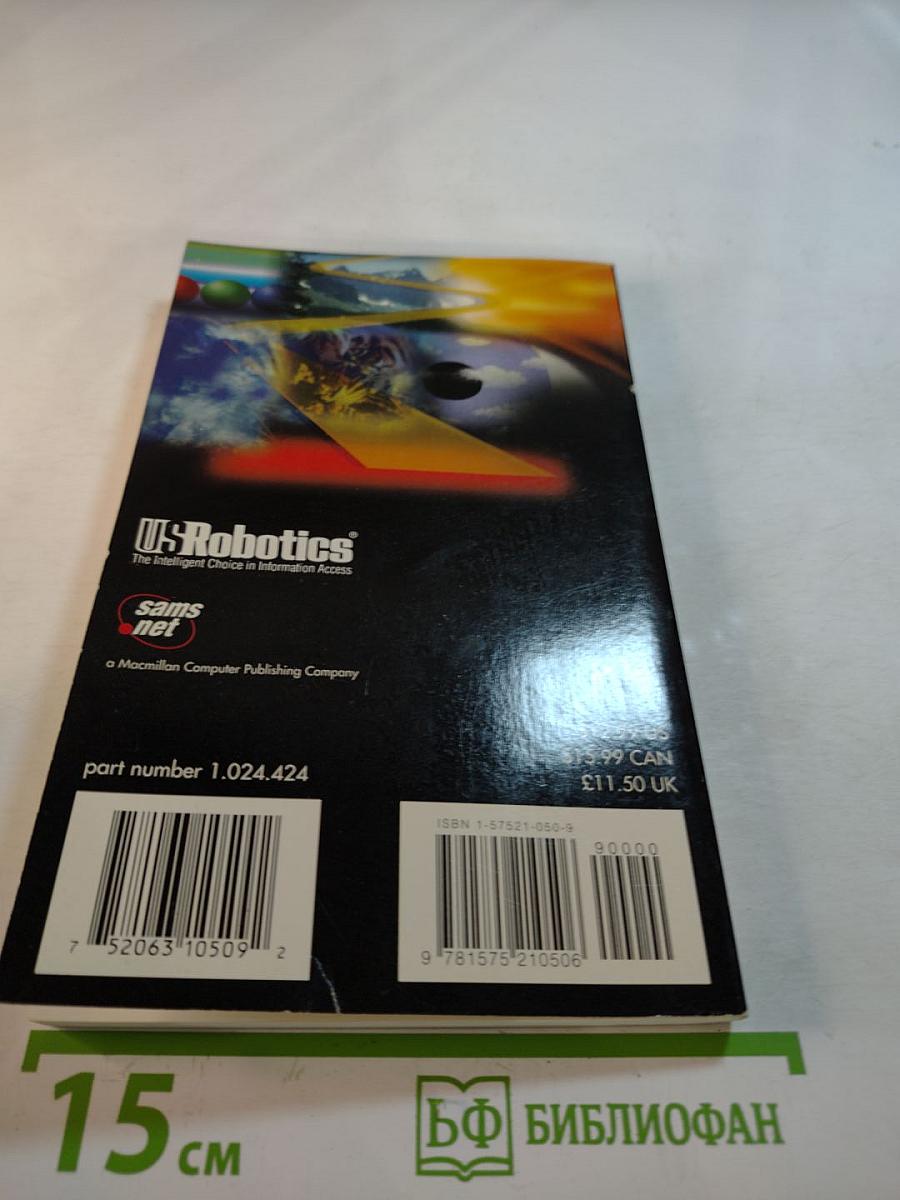 USRobotics®
The Intelligent Choice in Information Access
sams
.net
a Macmillan Computer Publishing Company
part number 1.024.424
CAN
£11.50 UK
7 52063 10509 2
ISBN 1-57521-050-9
90000
9 781575 210506
15 см
БФ БИБЛИОФАН